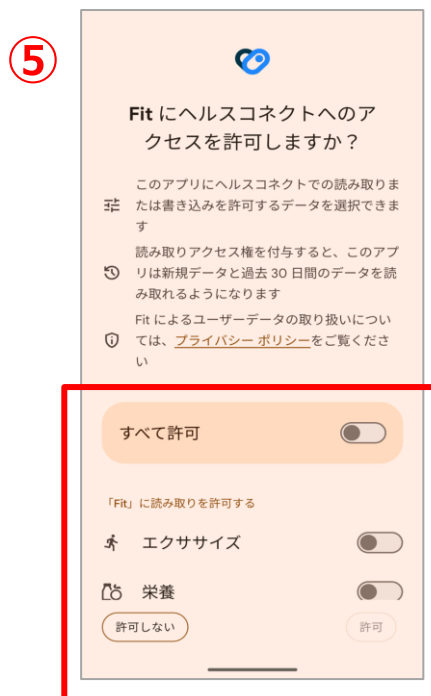 ⑤
Fit にヘルスコネクトへのア
クセスを許可しますか？
このアプリにヘルスコネクトでの読み取りま
たは書き込みを許可するデータを選択できま
す
読み取りアクセス権を付与すると、このアプ
リは新規データと過去 30 日間のデータを読
み取れるようになります
Fit によるユーザーデータの取り扱いについ
ては、プライバシー ポリシーをご覧くださ
い
すべて許可
「Fit」に読み取りを許可する
エクササイズ
栄養
許可しない
許可